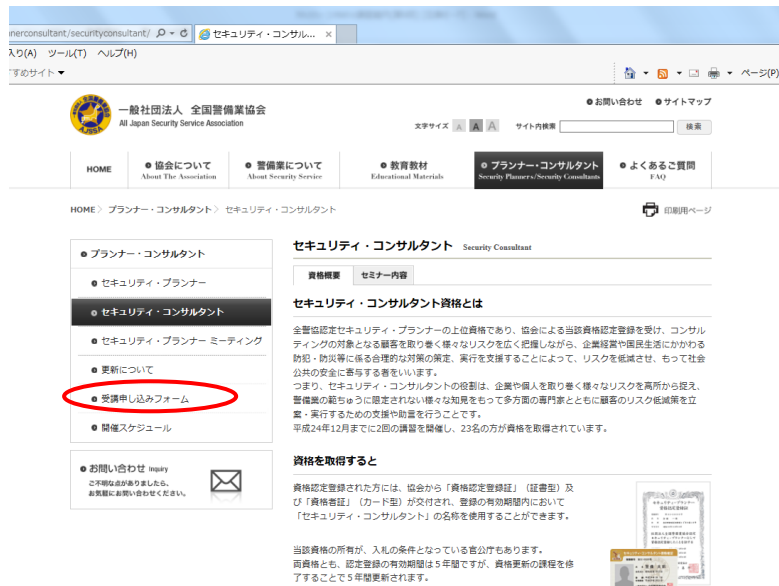 nnerconsultant/securityconsultant/
セキュリティ・コンサル... ×
入り(A) ツール(T) ヘルプ(H)
すめサイト ▼
ページ(P)
一般社団法人 全国警備業協会
All Japan Security Service Association
AJSSA
お問い合わせ サイトマップ
文字サイズ A A A サイト内検索 検索
HOME
協会について
About The Association
警備業について
About Security Service
教育教材
Educational Materials
プランナー・コンサルタント
Security Planners/Security Consultants
よくあるご質問
FAQ
HOME〉 プランナー・コンサルタント〉 セキュリティ・コンサルタント
印刷用ページ
プランナー・コンサルタント
セキュリティ・プランナー
セキュリティ・コンサルタント
セキュリティ・プランナー ミーティング
更新について
受講申し込みフォーム
開催スケジュール
お問い合わせ Inquiry
ご不明な点がありましたら、
お気軽にお問い合わせください。
セキュリティ・コンサルタント Security Consultant
資格概要 セミナー内容
セキュリティ・コンサルタント資格とは
全警協認定セキュリティ・プランナーの上位資格であり、協会による当該資格認定登録を受け、コンサル
ティングの対象となる顧客を取り巻く様々なリスクを広く把握しながら、企業経営や国民生活にかかわる
防犯・防災等に係る合理的な対策の策定、実行を支援することによって、リスクを低減させ、もって社会
公共の安全に寄与する者をいいます。
つまり、セキュリティ・コンサルタントの役割は、企業や個人を取り巻く様々なリスクを高所から捉え、
警備業の範ちゅうに限定されない様々な知見をもって多方面の専門家とともに顧客のリスク低減策を立
案・実行するための支援や助言を行うことです。
平成24年12月までに2回の講習を開催し、23名の方が資格を取得されています。
資格を取得すると
資格認定登録された方には、協会から「資格認定登録証」（証書型）及
び「資格者証」（カード型）が交付され、登録の有効期間内において
「セキュリティ・コンサルタント」の名称を使用することができます。
当該資格の所有が、入札の条件となっている官公庁もあります。
両資格とも、認定登録の有効期間は５年間ですが、資格更新の課程を修
了することで５年間更新されます。